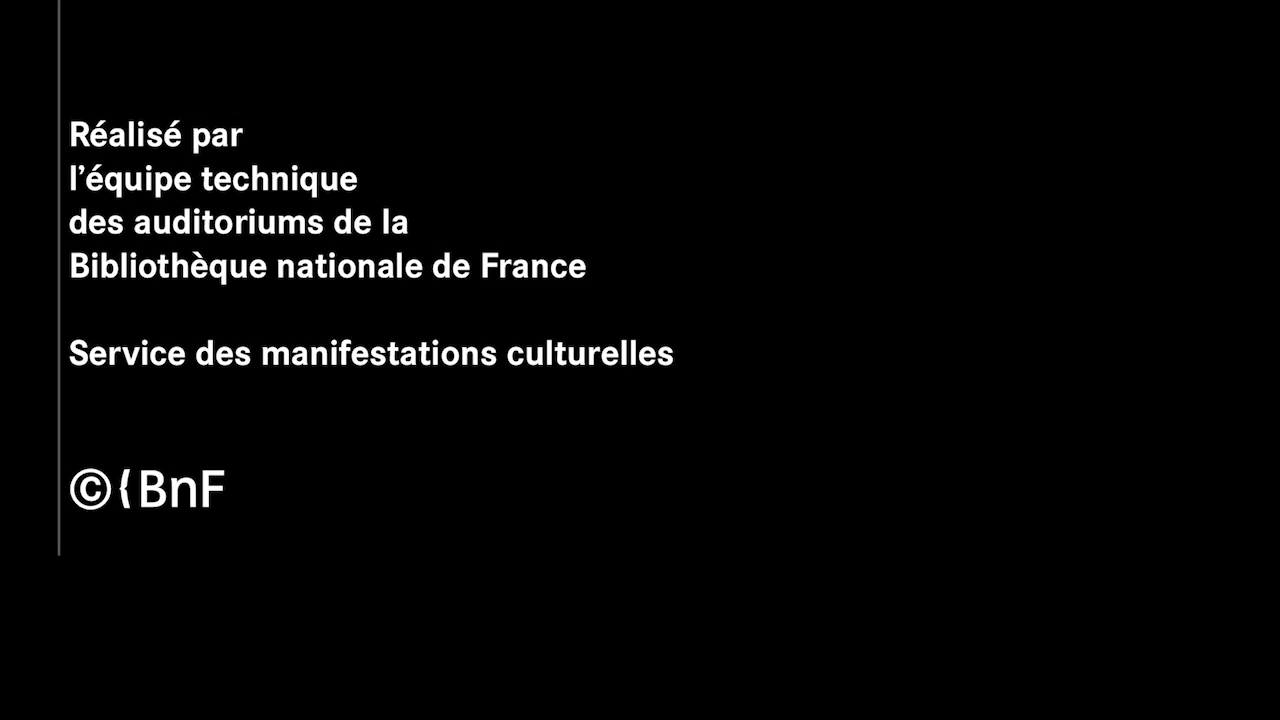 Réalisé par
l’équipe technique
des auditoriums de la
Bibliothèque nationale de France
Service des manifestations culturelles
©{BnF